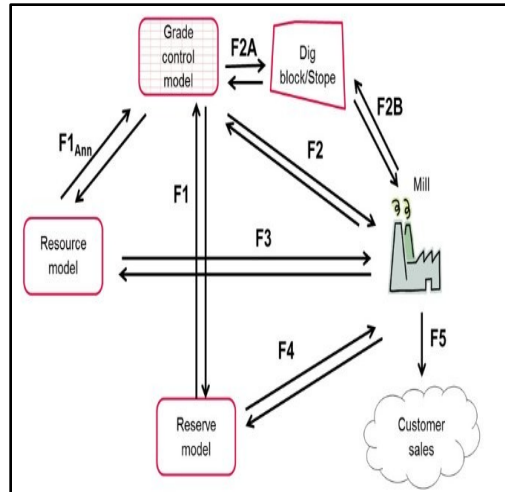 Grade
control
model
F2A
Dig
block/Stope
F2B
F1Ann
F2
Mill
F1
Resource
model
F3
F4
F5
Reserve
model
Customer
sales